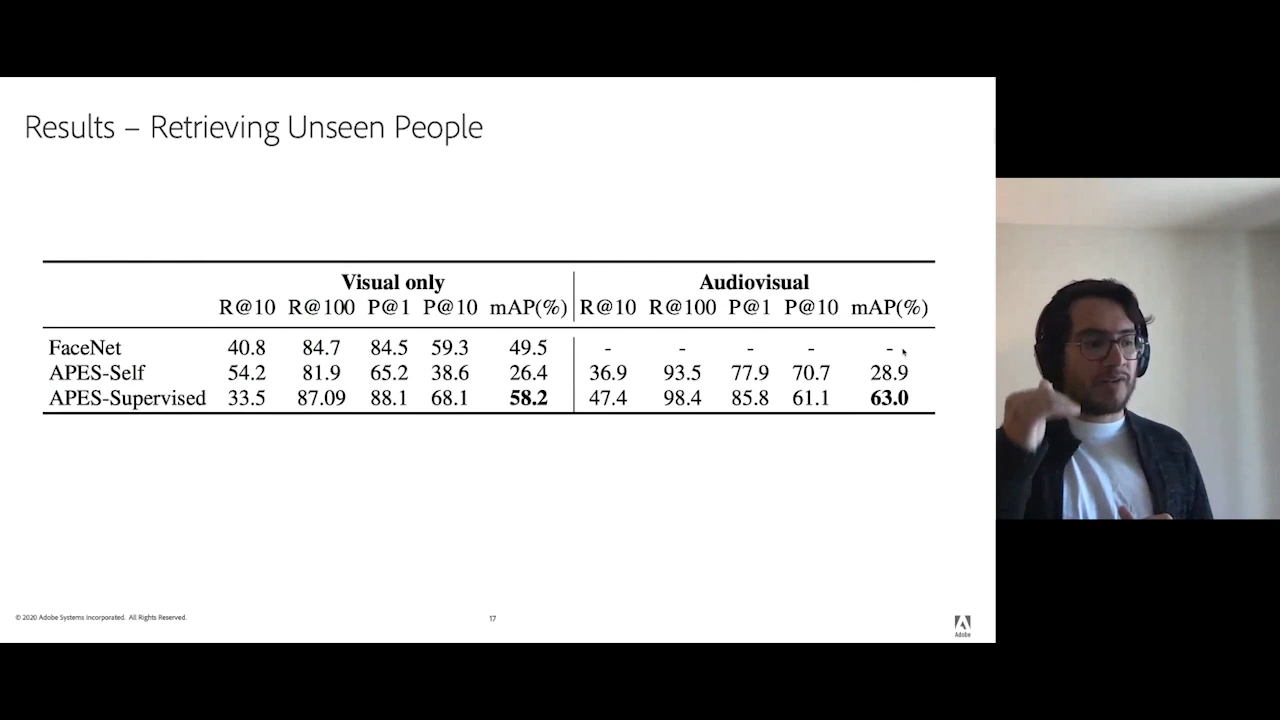 Results – Retrieving Unseen People
Visual only Audiovisual
R@10 R@100 P@1 P@10 mAP(%) R@10 R@100 P@1 P@10 mAP(%)
FaceNet 40.8 84.7 84.5 59.3 49.5 - - - - -
APES-Self 54.2 81.9 65.2 38.6 26.4 36.9 93.5 77.9 70.7 28.9
APES-Supervised 33.5 87.09 88.1 68.1 58.2 47.4 98.4 85.8 61.1 63.0
© 2020 Adobe Systems Incorporated. All Rights Reserved. 17
Adobe